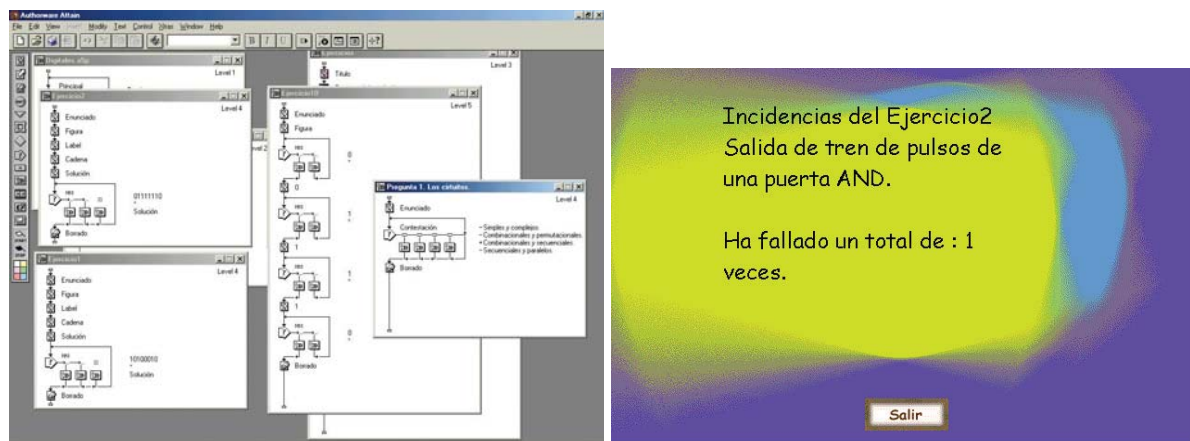 Authorware Attain
File Edit View Insert Modify Text Control Xtras Window Help
Digitales.a5p
Level 1
Principal
Ejercicio2
Level 4
Enunciado
Figura
Label
Cadena
Solución
res
01111110
*
Solución
Borrado
Ejercicio1
Level 4
Enunciado
Figura
Label
Cadena
Solución
res
10100010
*
Solución
Borrado
Level 3
Título
Ejercicio10
Level 5
Enunciado
Figura
res
0
*
0
res
1
*
1
res
1
*
1
res
0
*
Borrado
Pregunta 1. Los circuitos.
Level 4
Enunciado
Contestación
-Simples y complejos
-Combinacionales y permutacionales.
+Combinacionales y secuenciales
-Secuenciales y paralelos.
Borrado
Incidencias del Ejercicio2
Salida de tren de pulsos de
una puerta AND.
Ha fallado un total de : 1
veces.
Salir